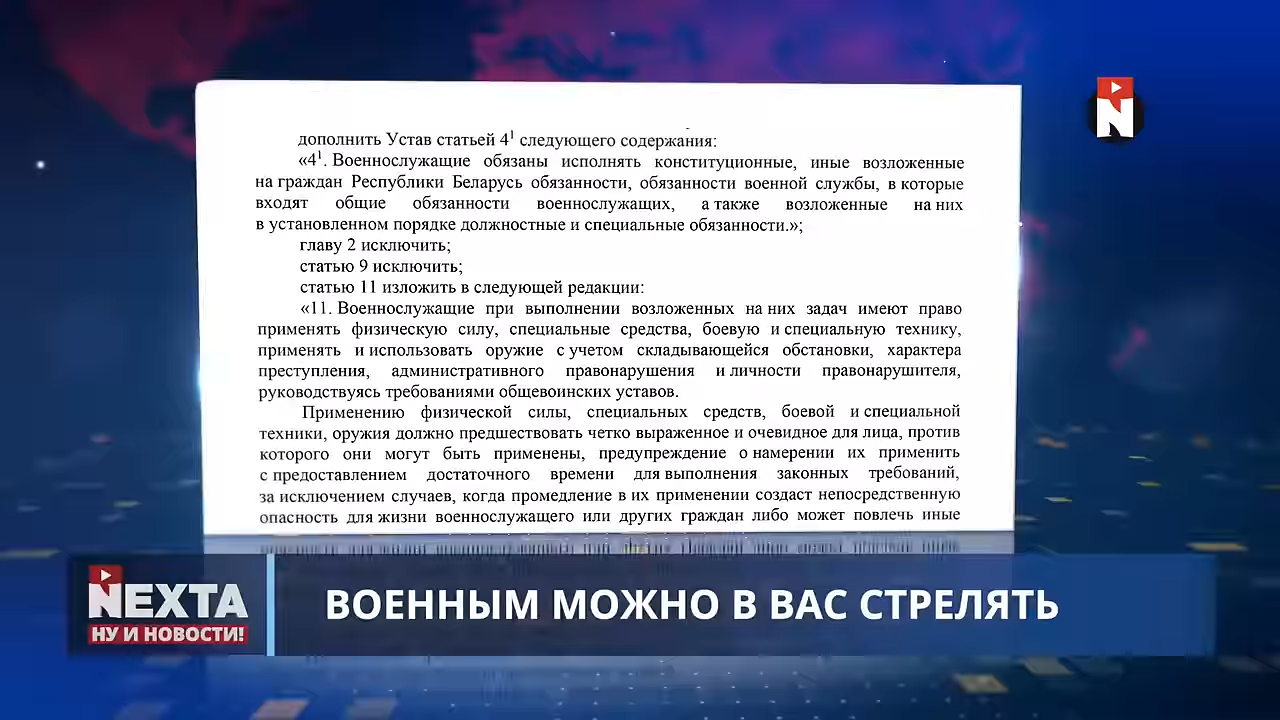 дополнить Устав статьей 4¹ следующего содержания:
«4¹. Военнослужащие обязаны исполнять конституционные, иные возложенные
на граждан Республики Беларусь обязанности, обязанности военной службы, в которые
входят общие обязанности военнослужащих, а также возложенные на них
в установленном порядке должностные и специальные обязанности.»;
главу 2 исключить;
статью 9 исключить;
статью 11 изложить в следующей редакции:
«11. Военнослужащие при выполнении возложенных на них задач имеют право
применять физическую силу, специальные средства, боевую и специальную технику,
применять и использовать оружие с учетом складывающейся обстановки, характера
преступления, административного правонарушения и личности правонарушителя,
руководствуясь требованиями общевоинских уставов.
Применению физической силы, специальных средств, боевой и специальной
техники, оружия должно предшествовать четко выраженное и очевидное для лица, против
которого они могут быть применены, предупреждение о намерении их применить
с предоставлением достаточного времени для выполнения законных требований,
за исключением случаев, когда промедление в их применении создаст непосредственную
опасность для жизни военнослужащего или других граждан либо может повлечь иные
N
NEXTA
НУ И НОВОСТИ!
ВОЕННЫМ МОЖНО В ВАС СТРЕЛЯТЬ